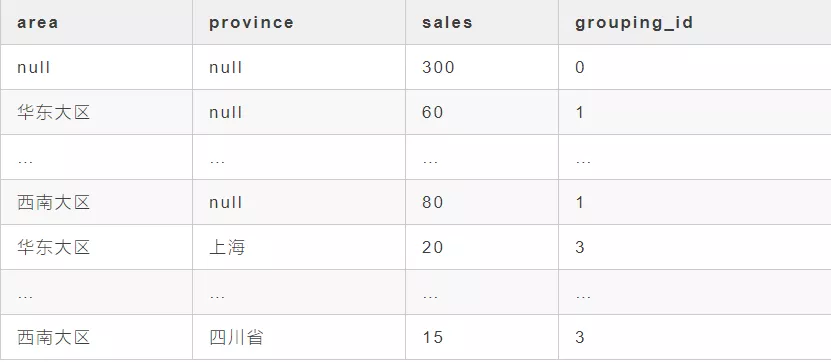 area province sales grouping_id
null null 300 0
华东大区 null 60 1
... ... ... ...
西南大区 null 80 1
华东大区 上海 20 3
... ... ... ...
西南大区 四川省 15 3